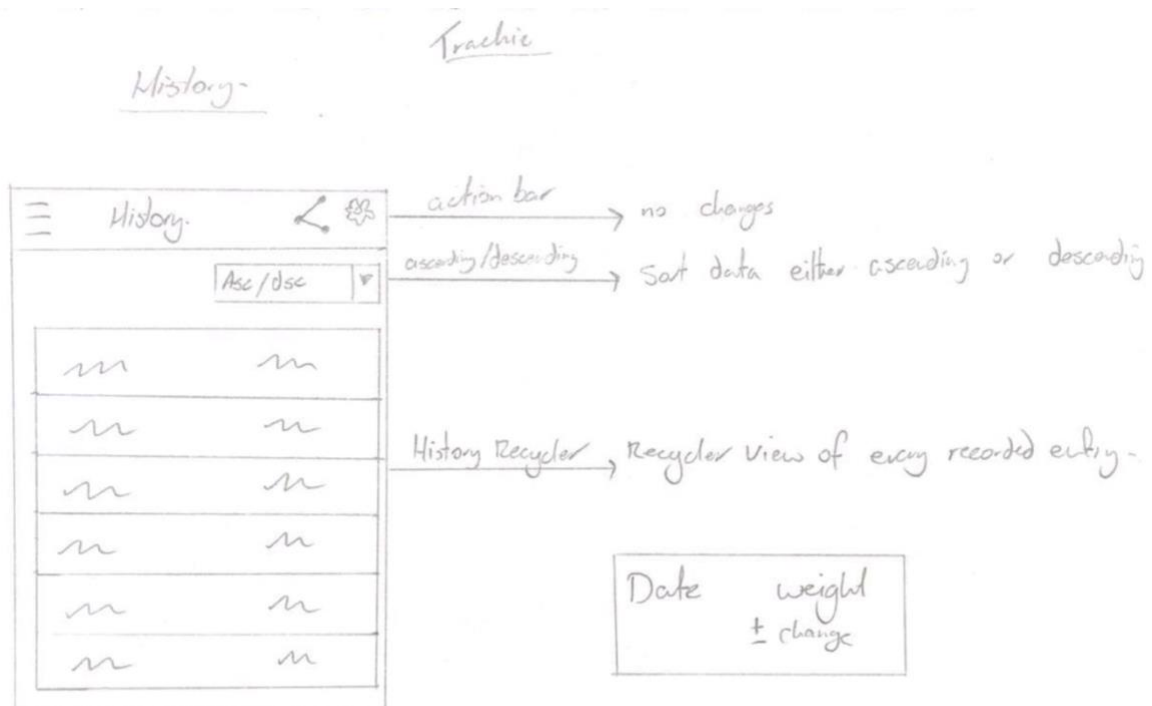 Trachie
History-
History.
action bar
no changes
Asc/dsc
ascending/descending
Sort data either ascending or descending
History Recycler
Recycler view of every recorded entry-
Date weight
± change